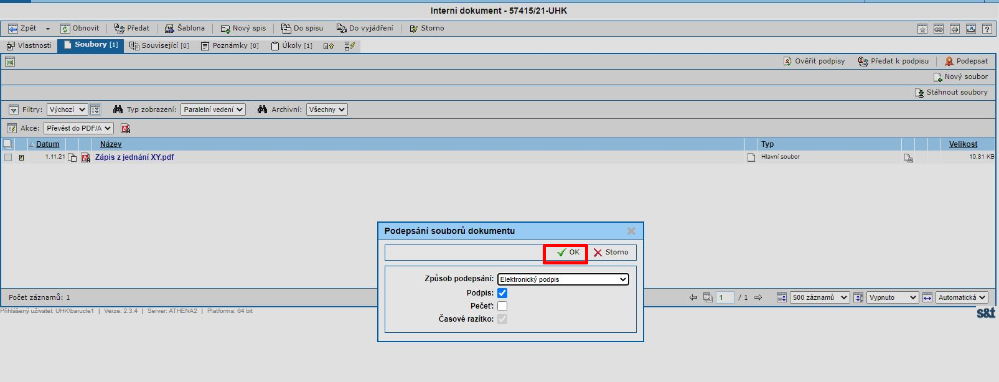 Interní dokument - 57415/21-UHK
Zpět Obnovit Předat Šablona Nový spis Do spisu Do vyjádření Storno
Vlastnosti Soubory [1] Související [0] Poznámky [0] Úkoly [1]
Ověřit podpisy Předat k podpisu Podepsat
Nový soubor
Stáhnout soubory
Filtry: Výchozí Typ zobrazení: Paralelní vedení Archivní: Všechny
Akce: Převést do PDF/A
Datum Název Typ Velikost
E 1.11.21 Zápis z jednání XY.pdf Hlavní soubor 10,81 KB
Podepsání souborů dokumentu
OK Storno
Způsob podepsání: Elektronický podpis
Podpis:
Pečeť:
Časové razítko:
Počet záznamů: 1 1 / 1 500 záznamů Vypnuto Automatická
Přihlášený uživatel: UHK\barucle1 | Verze: 2.3.4 | Server: ATHENA2 | Platforma: 64 bit
s&t